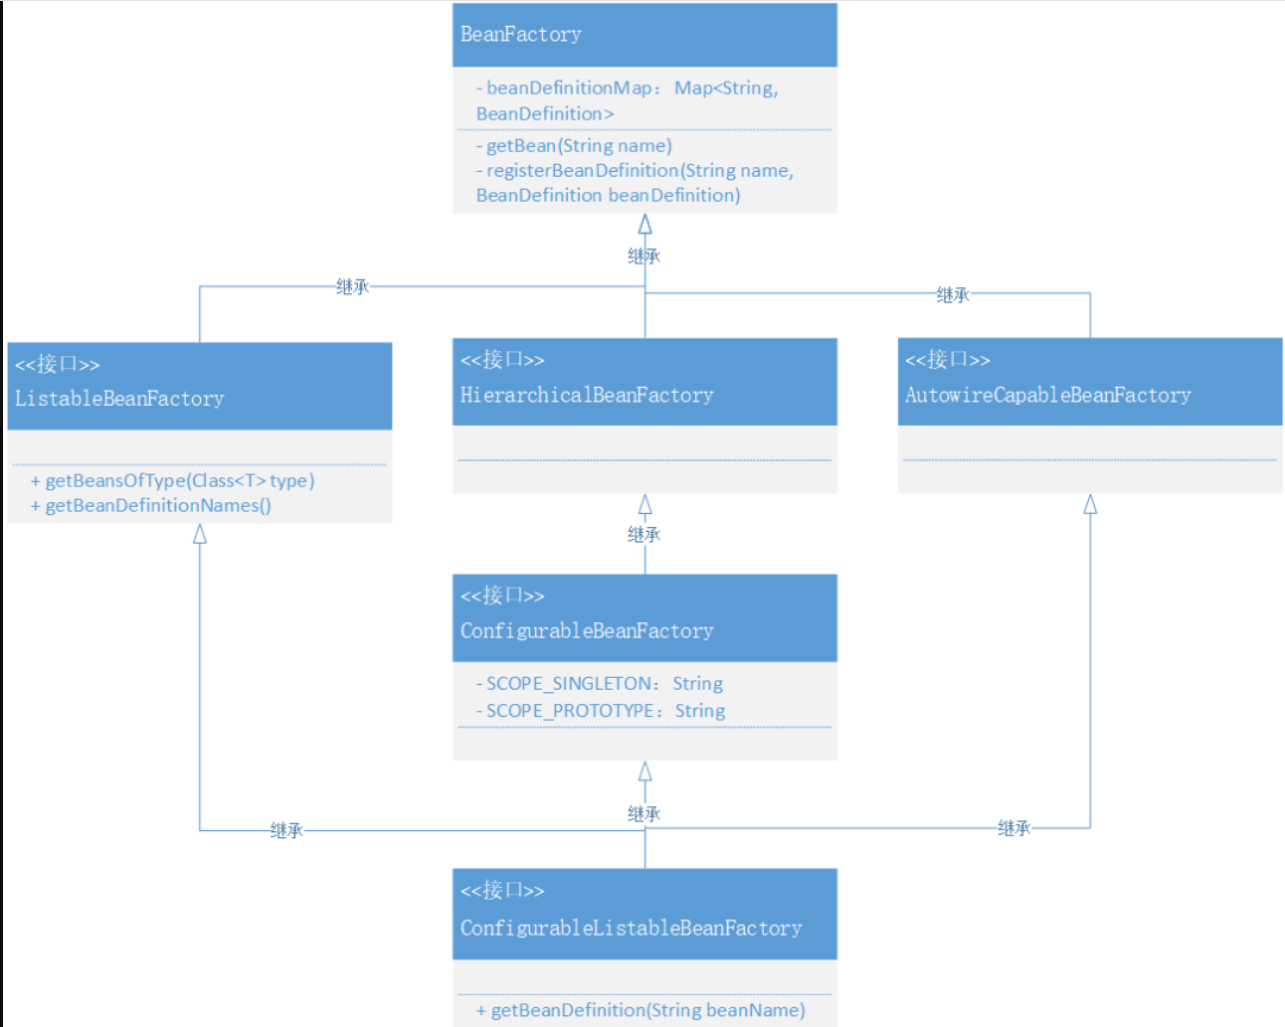 BeanFactory
- beanDefinitionMap： Map<String,
BeanDefinition>
- getBean(String name)
- registerBeanDefinition(String name,
BeanDefinition beanDefinition)
继承
继承
继承
<<接口>>
ListableBeanFactory
+ getBeansOfType(Class<T> type)
+ getBeanDefinitionNames()
<<接口>>
HierarchicalBeanFactory
<<接口>>
AutowireCapableBeanFactory
继承
<<接口>>
ConfigurableBeanFactory
- SCOPE_SINGLETON： String
- SCOPE_PROTOTYPE： String
继承
继承
继承
<<接口>>
ConfigurableListableBeanFactory
+ getBeanDefinition(String beanName)